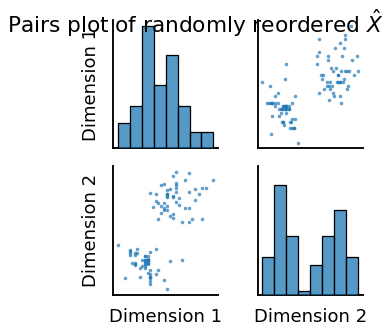 Pairs plot of randomly reordered X̂
Dimension 1
Dimension 2
Dimension 1
Dimension 2